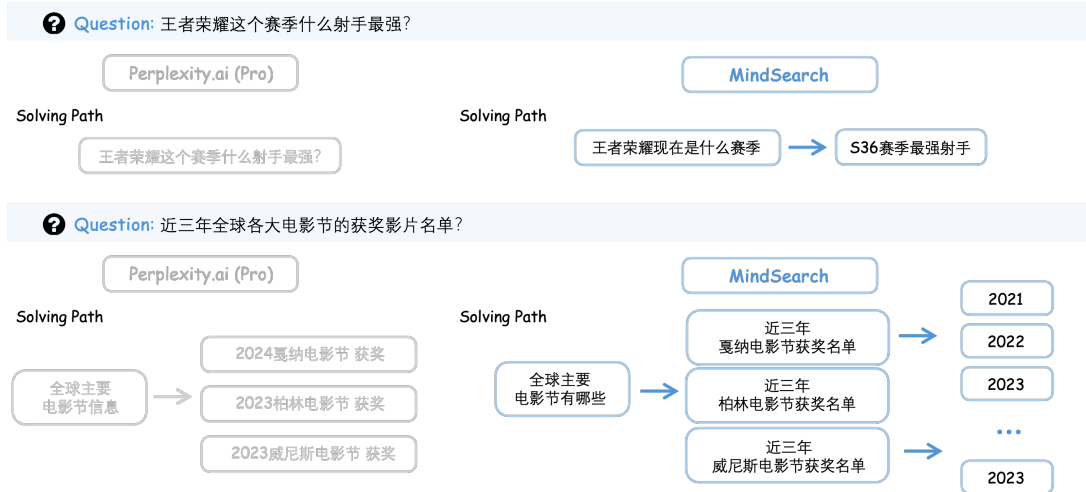 Question: 王者荣耀这个赛季什么射手最强?
Perplexity.ai (Pro)
MindSearch
Solving Path
Solving Path
王者荣耀这个赛季什么射手最强?
王者荣耀现在是什么赛季
S36赛季最强射手
Question: 近三年全球各大电影节的获奖影片名单?
Perplexity.ai (Pro)
MindSearch
Solving Path
Solving Path
全球主要
电影节信息
2024戛纳电影节 获奖
2023柏林电影节 获奖
2023威尼斯电影节 获奖
全球主要
电影节有哪些
近三年
戛纳电影节获奖名单
近三年
柏林电影节获奖名单
近三年
威尼斯电影节获奖名单
2021
2022
2023
...
2023